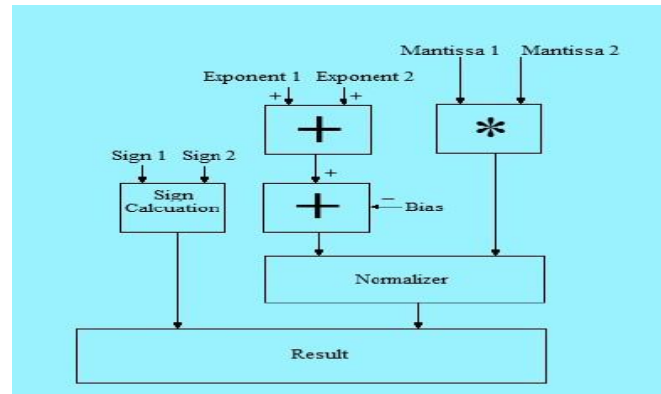 Mantissa 1 Mantissa 2
Exponent 1 Exponent 2
+ +
+ *
+
Sign 1 Sign 2
Sign
Calcuation
+ − Bias
Normalizer
Result